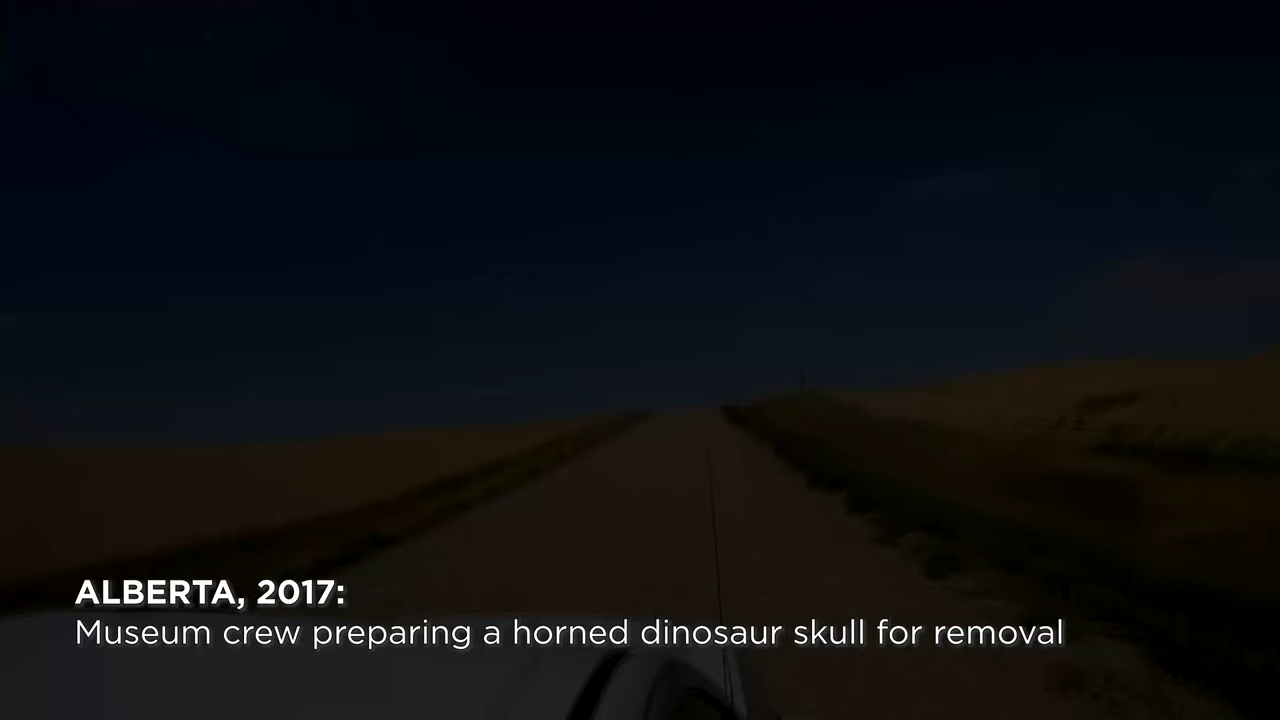 ALBERTA, 2017:
Museum crew preparing a horned dinosaur skull for removal